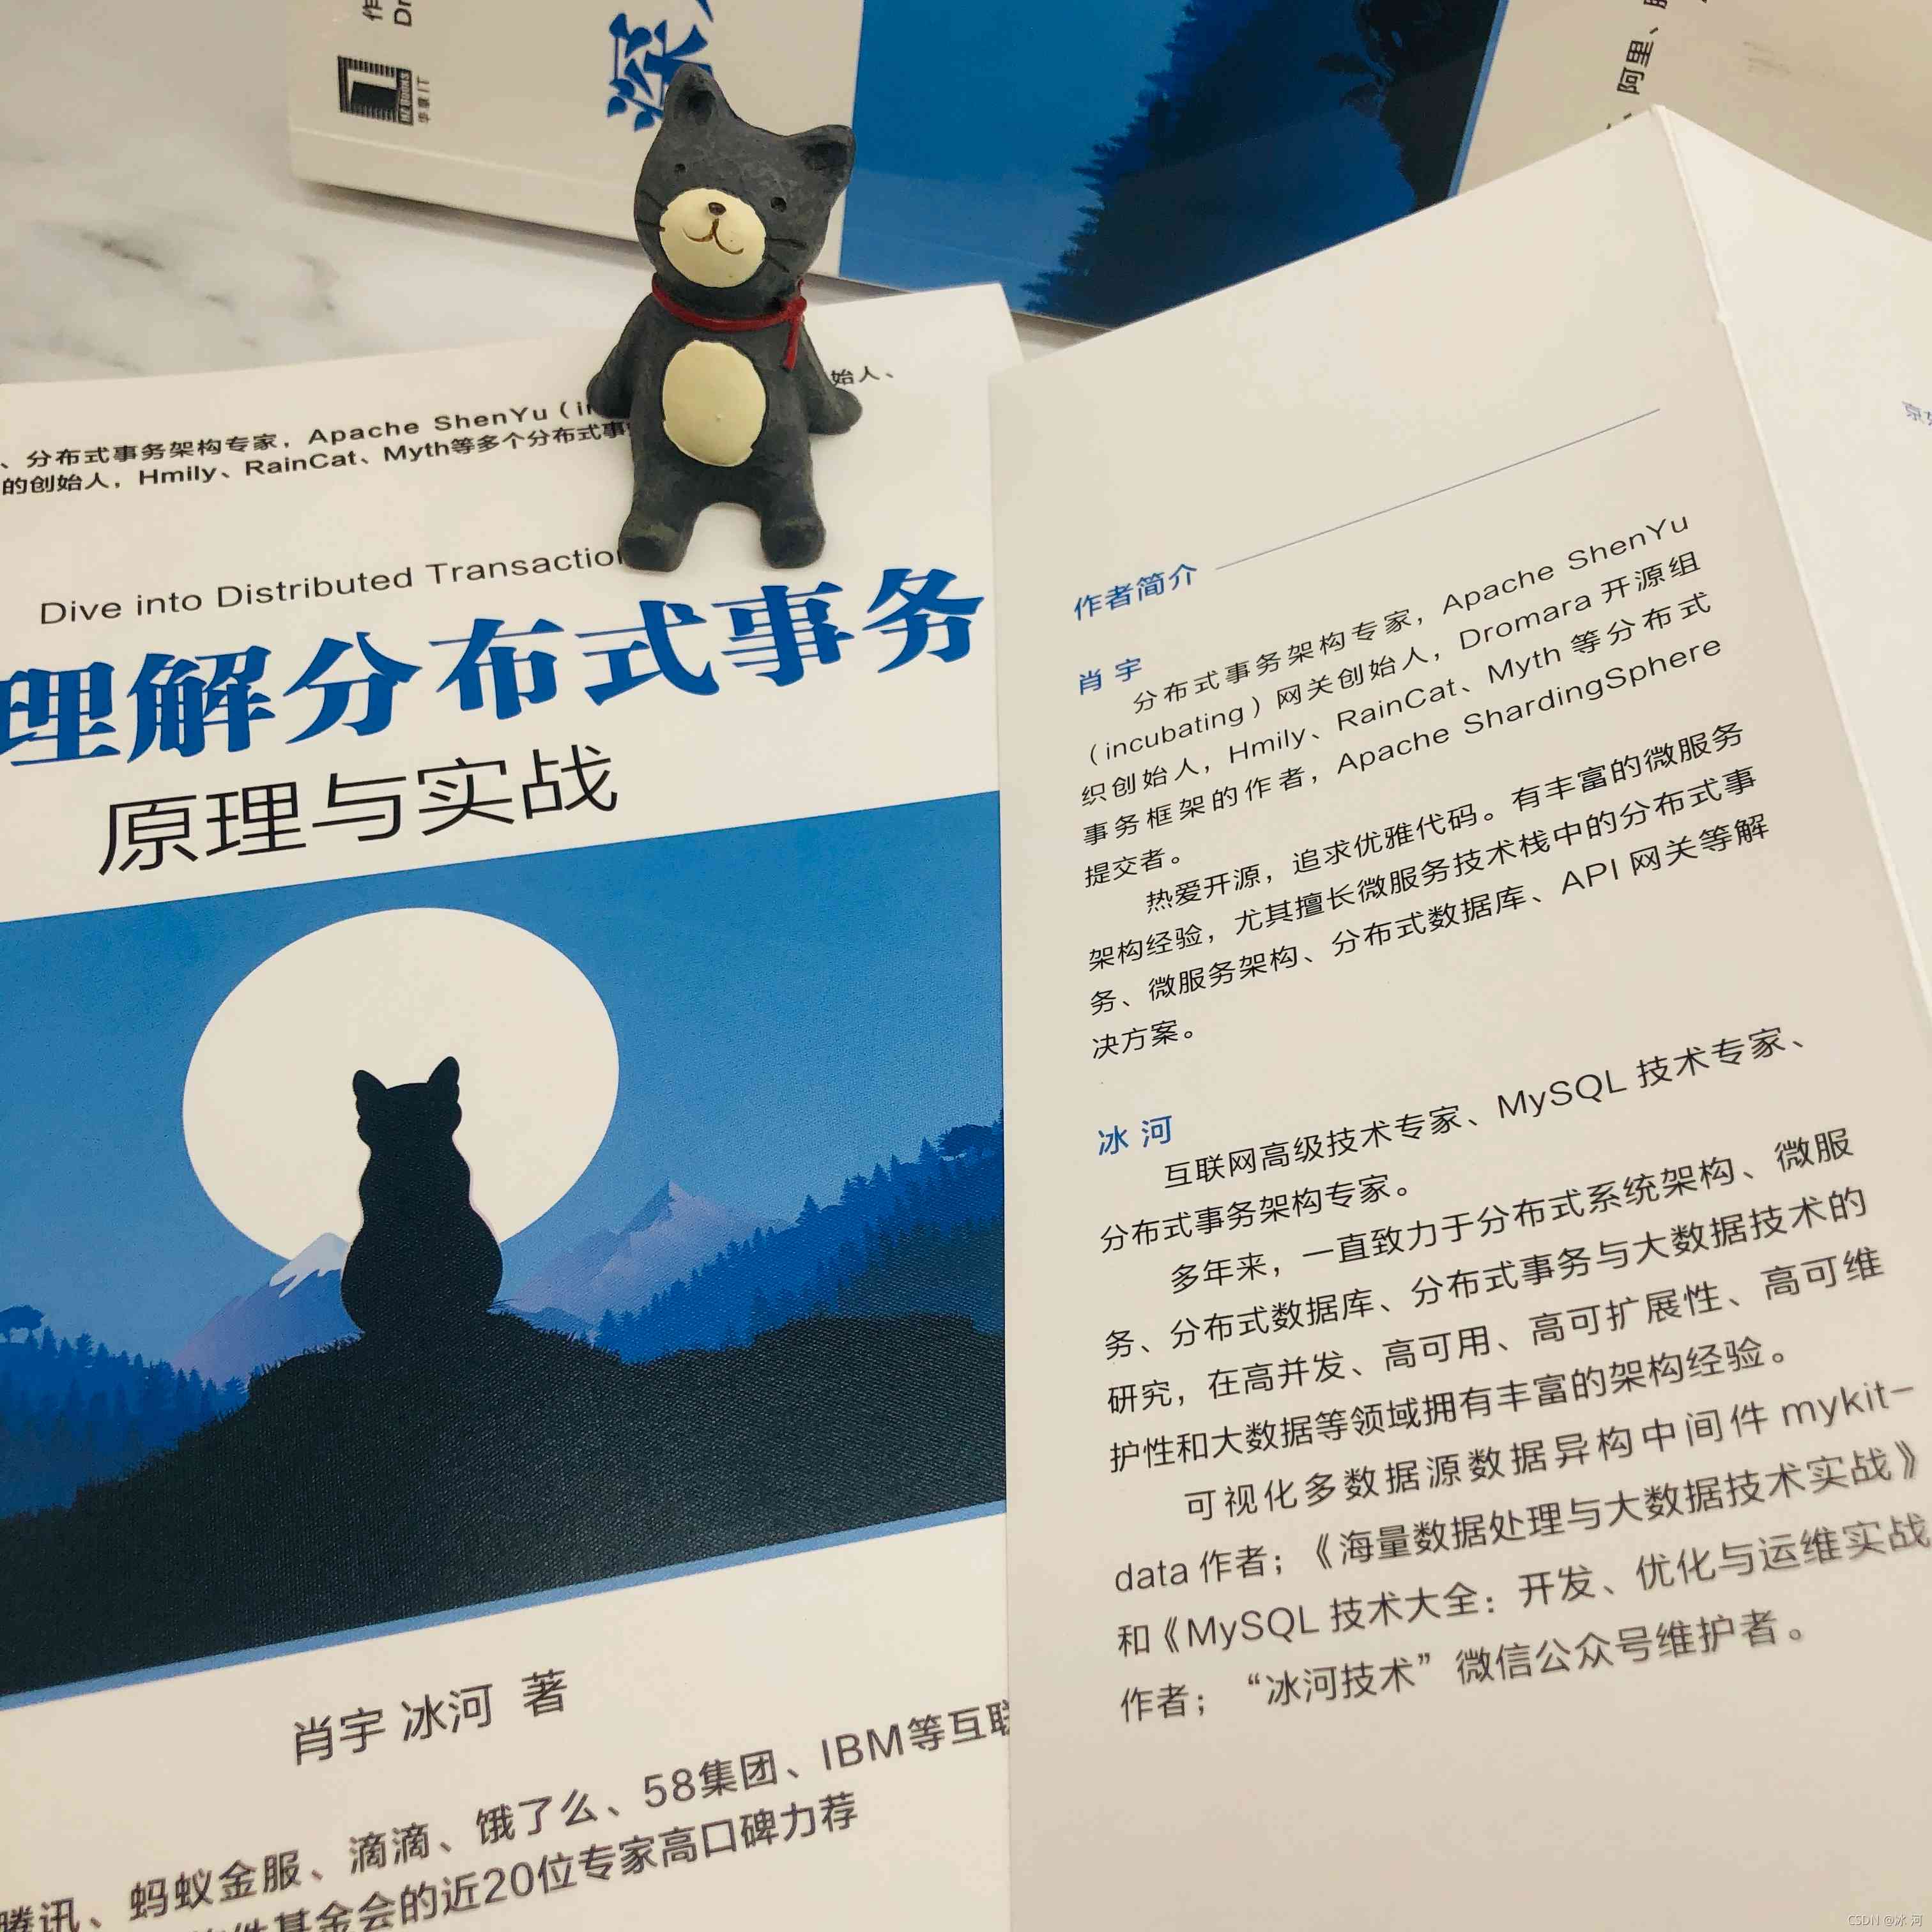 作
Dr
HZ BOOKS
华章IT
深
阿里、
始人、
、分布式事务架构专家，Apache ShenYu（in
的创始人，Hmily、RainCat、Myth等多个分布式事
Dive into Distributed Transaction
理解分布式事务
原理与实战
肖宇 冰河 著
腾讯、蚂蚁金服、滴滴、饿了么、58集团、IBM等互联
件基金会的近20位专家高口碑力荐
作者简介
肖宇
分布式事务架构专家，Apache ShenYu
（incubating）网关创始人，Dromara 开源组
织创始人，Hmily、RainCat、Myth 等分布式
事务框架的作者，Apache ShardingSphere
提交者。
热爱开源，追求优雅代码。有丰富的微服务
架构经验，尤其擅长微服务技术栈中的分布式事
务、微服务架构、分布式数据库、API 网关等解
决方案。
冰河
互联网高级技术专家、MySQL 技术专家、
分布式事务架构专家。
多年来，一直致力于分布式系统架构、微服
务、分布式数据库、分布式事务与大数据技术的
研究，在高并发、高可用、高可扩展性、高可维
护性和大数据等领域拥有丰富的架构经验。
可视化多数据源数据异构中间件 mykit-
data 作者；《海量数据处理与大数据技术实战》
和《MySQL 技术大全：开发、优化与运维实战
作者；“冰河技术”微信公众号维护者。
CSDN @冰 河